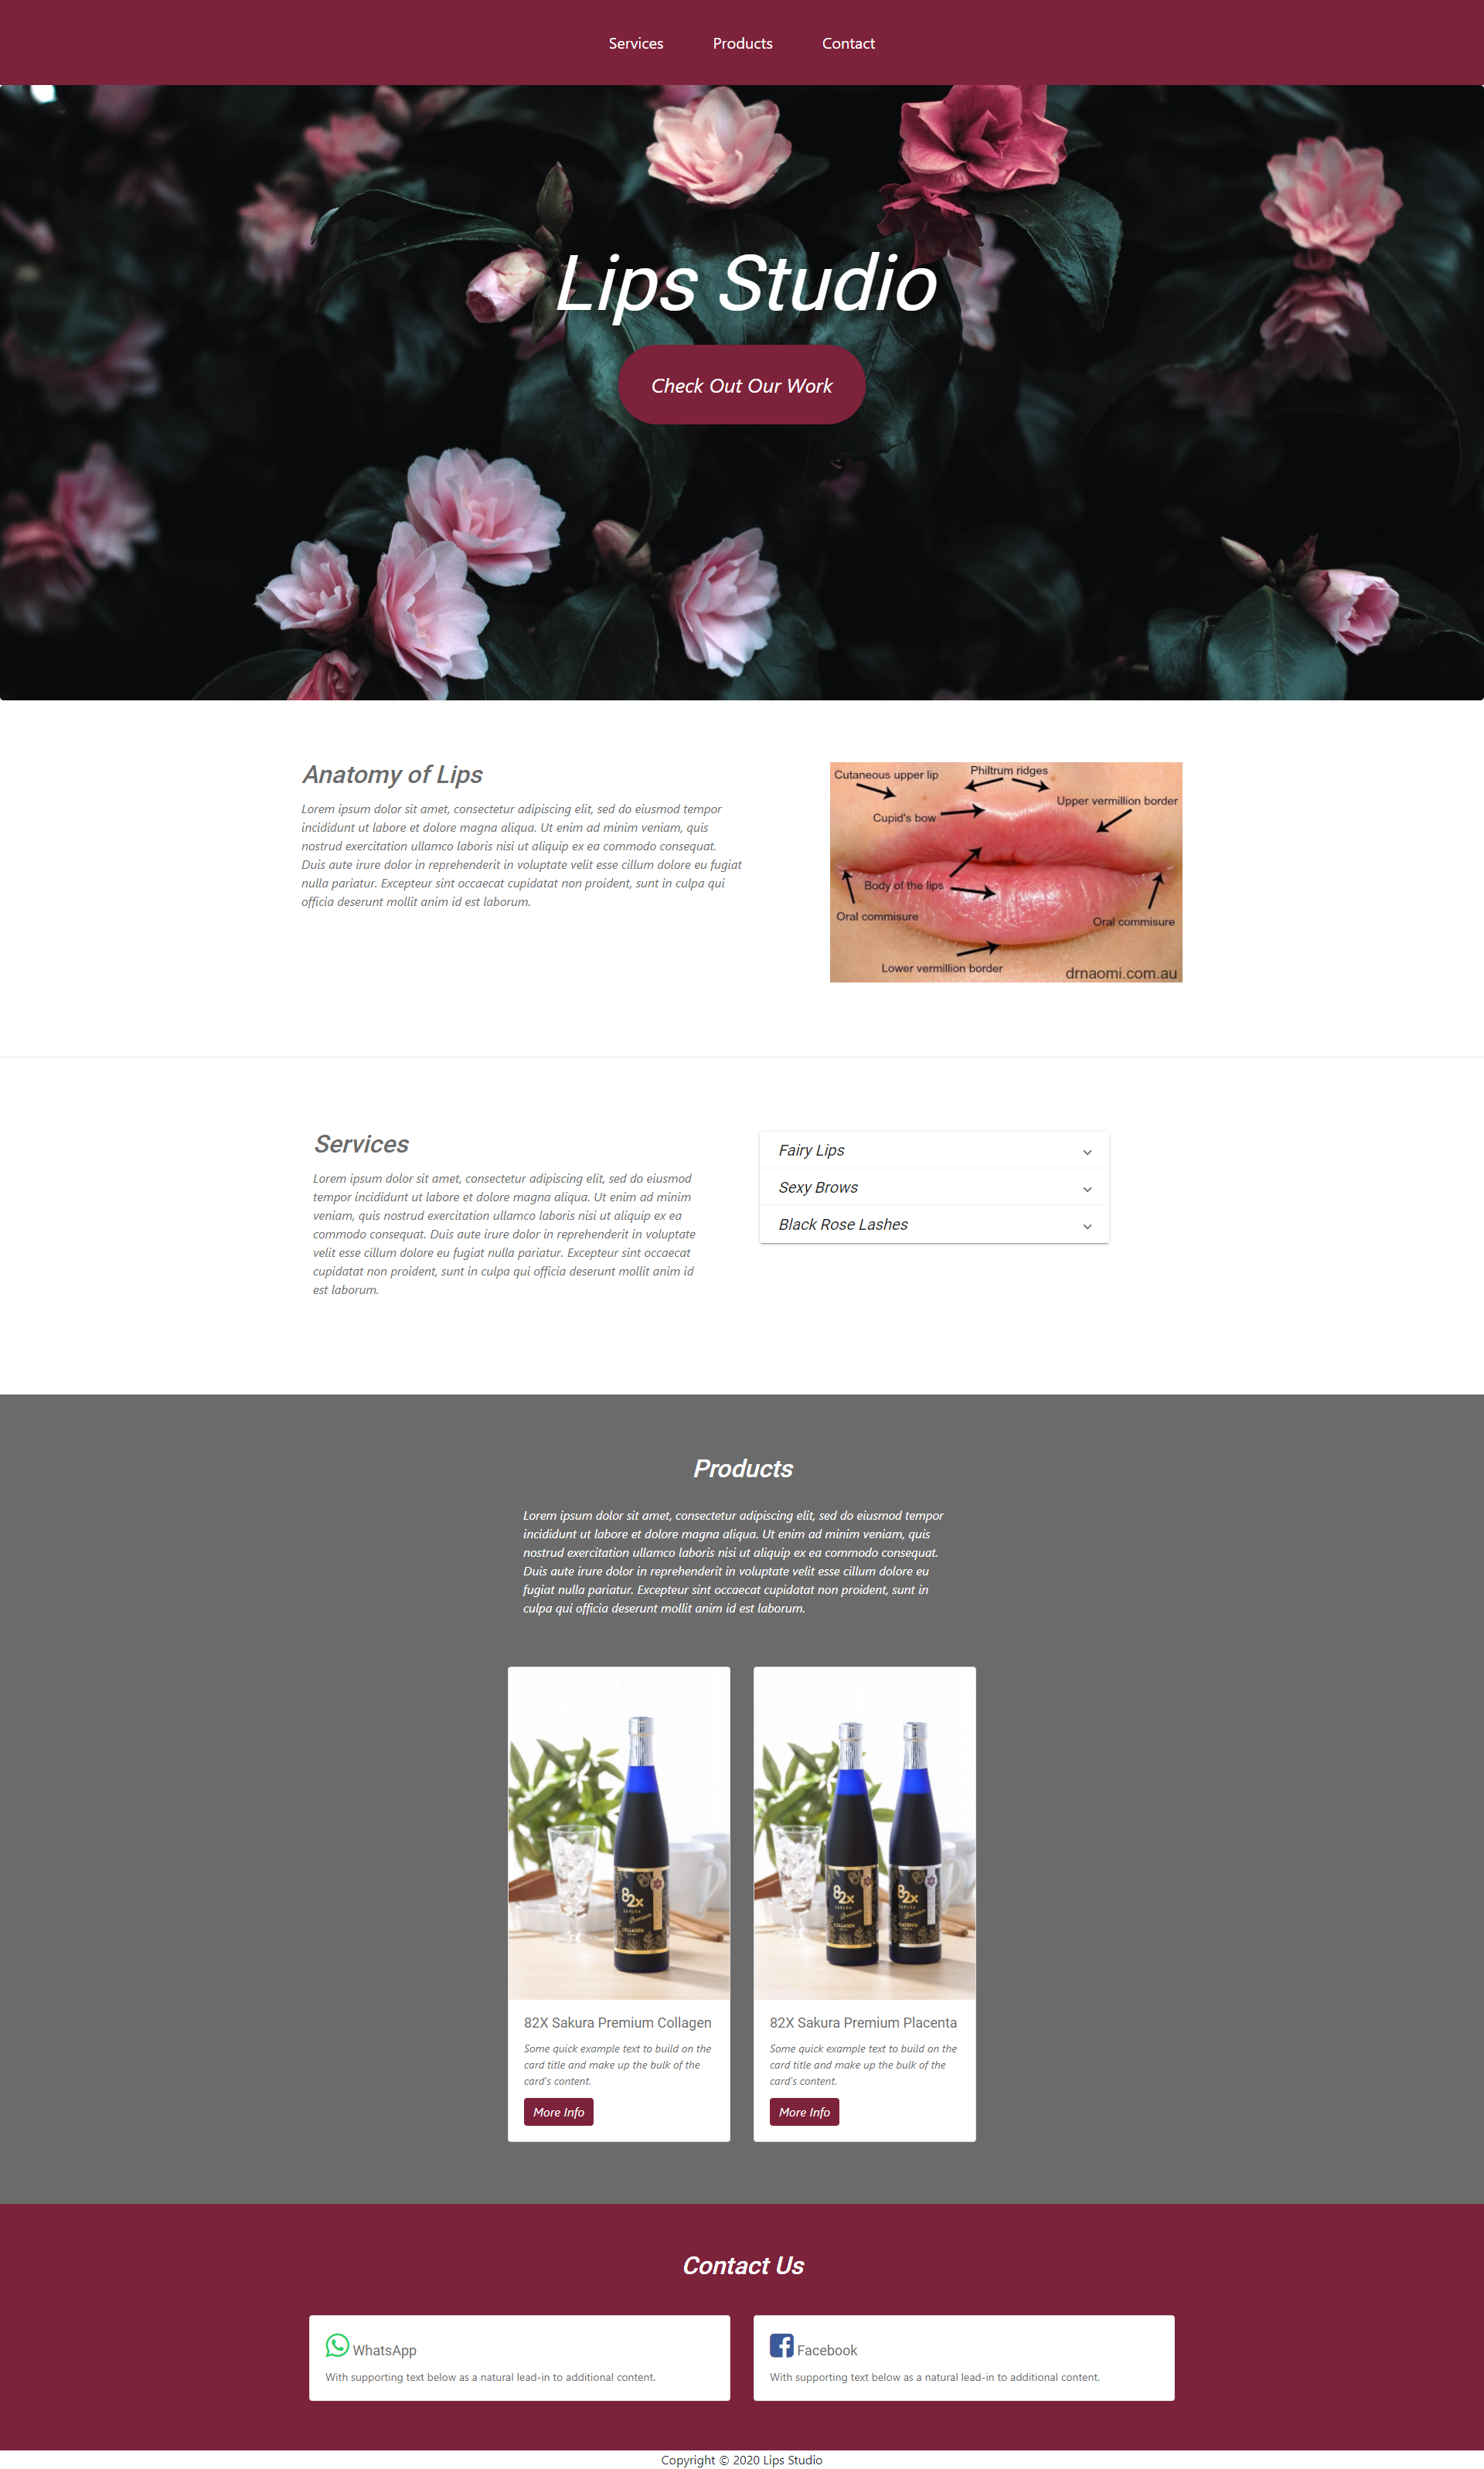 Services Products Contact
Lips Studio
Check Out Our Work
Anatomy of Lips
Lorem ipsum dolor sit amet, consectetur adipiscing elit, sed do eiusmod tempor
incididunt ut labore et dolore magna aliqua. Ut enim ad minim veniam, quis
nostrud exercitation ullamco laboris nisi ut aliquip ex ea commodo consequat.
Duis aute irure dolor in reprehenderit in voluptate velit esse cillum dolore eu fugiat
nulla pariatur. Excepteur sint occaecat cupidatat non proident, sunt in culpa qui
officia deserunt mollit anim id est laborum.
Cutaneous upper lip
Philtrum ridges
Upper vermillion border
Cupid's bow
Body of the lips
Oral commisure
Oral commisure
Lower vermillion border
drnaomi.com.au
Services
Lorem ipsum dolor sit amet, consectetur adipiscing elit, sed do eiusmod
tempor incididunt ut labore et dolore magna aliqua. Ut enim ad minim
veniam, quis nostrud exercitation ullamco laboris nisi ut aliquip ex ea
commodo consequat. Duis aute irure dolor in reprehenderit in voluptate
velit esse cillum dolore eu fugiat nulla pariatur. Excepteur sint occaecat
cupidatat non proident, sunt in culpa qui officia deserunt mollit anim id
est laborum.
Fairy Lips
Sexy Brows
Black Rose Lashes
Products
Lorem ipsum dolor sit amet, consectetur adipiscing elit, sed do eiusmod tempor
incididunt ut labore et dolore magna aliqua. Ut enim ad minim veniam, quis
nostrud exercitation ullamco laboris nisi ut aliquip ex ea commodo consequat.
Duis aute irure dolor in reprehenderit in voluptate velit esse cillum dolore eu
fugiat nulla pariatur. Excepteur sint occaecat cupidatat non proident, sunt in
culpa qui officia deserunt mollit anim id est laborum.
82x
SAKURA
Premium
COLLAGEN
82X Sakura Premium Collagen
Some quick example text to build on the
card title and make up the bulk of the
card's content.
More Info
82x
SAKURA
Premium
COLLAGEN
82x
SAKURA
Premium
PLACENTA
82X Sakura Premium Placenta
Some quick example text to build on the
card title and make up the bulk of the
card's content.
More Info
Contact Us
WhatsApp
With supporting text below as a natural lead-in to additional content.
Facebook
With supporting text below as a natural lead-in to additional content.
Copyright © 2020 Lips Studio